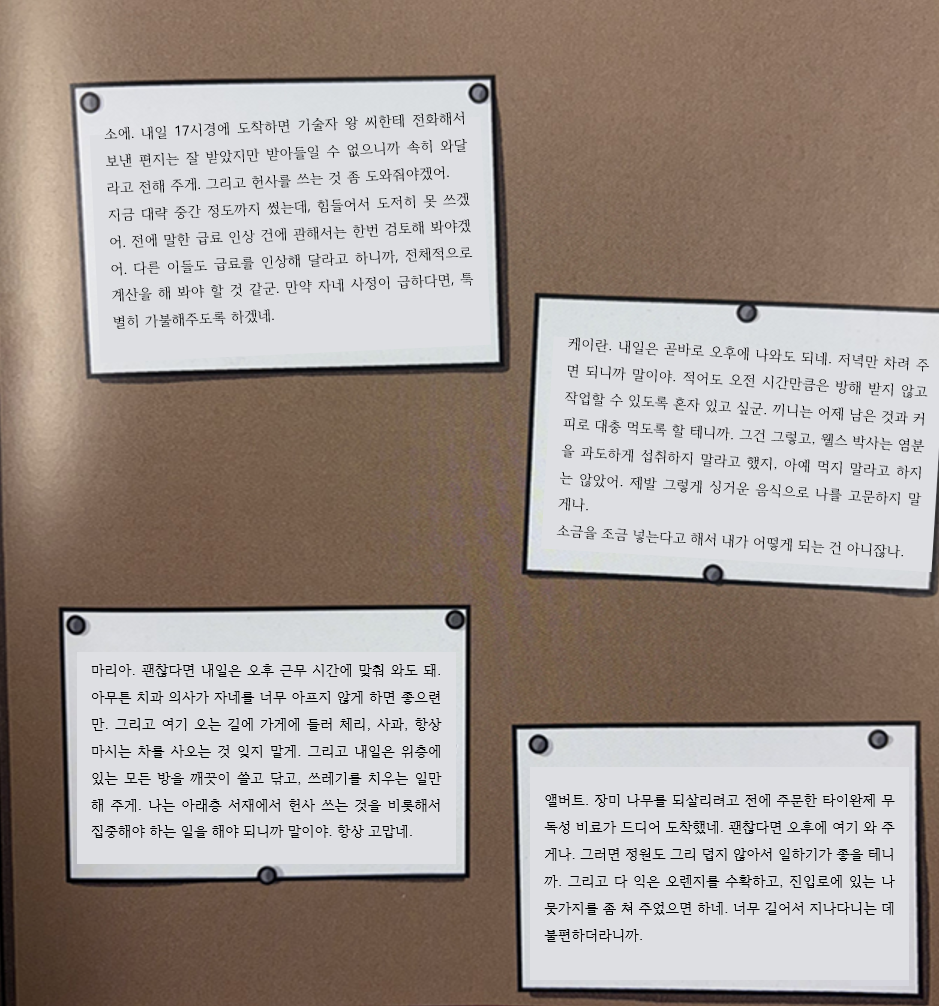 소에. 내일 17시경에 도착하면 기술자 왕 씨한테 전화해서
보낸 편지는 잘 받았지만 받아들일 수 없으니까 속히 와달
라고 전해 주게. 그리고 헌사를 쓰는 것 좀 도와줘야겠어.
지금 대략 중간 정도까지 썼는데, 힘들어서 도저히 못 쓰겠
어. 전에 말한 급료 인상 건에 관해서는 한번 검토해 봐야겠
어. 다른 이들도 급료를 인상해 달라고 하니까, 전체적으로
계산을 해 봐야 할 것 같군. 만약 자네 사정이 급하다면, 특
별히 가불해주도록 하겠네.
케이란. 내일은 곧바로 오후에 나와도 되네. 저녁만 차려 주
면 되니까 말이야. 적어도 오전 시간만큼은 방해 받지 않고
작업할 수 있도록 혼자 있고 싶군. 끼니는 어제 남은 것과 커
피로 대충 먹도록 할 테니까. 그건 그렇고, 웰스 박사는 염분
을 과도하게 섭취하지 말라고 했지, 아예 먹지 말라고 하지
는 않았어. 제발 그렇게 싱거운 음식으로 나를 고문하지 말
게나.
소금을 조금 넣는다고 해서 내가 어떻게 되는 건 아니잖나.
마리아. 괜찮다면 내일은 오후 근무 시간에 맞춰 와도 돼.
아무튼 치과 의사가 자네를 너무 아프지 않게 하면 좋으련
만. 그리고 여기 오는 길에 가게에 들러 체리, 사과, 항상
마시는 차를 사오는 것 잊지 말게. 그리고 내일은 위층에
있는 모든 방을 깨끗이 쓸고 닦고, 쓰레기를 치우는 일만
해 주게. 나는 아래층 서재에서 헌사 쓰는 것을 비롯해서
집중해야 하는 일을 해야 되니까 말이야. 항상 고맙네.
앨버트. 장미 나무를 되살리려고 전에 주문한 타이완제 무
독성 비료가 드디어 도착했네. 괜찮다면 오후에 여기 와 주
게나. 그러면 정원도 그리 덥지 않아서 일하기가 좋을 테니
까. 그리고 다 익은 오렌지를 수확하고, 진입로에 있는 나
뭇가지를 좀 쳐 주었으면 하네. 너무 길어서 지나다니는 데
불편하더라니까.